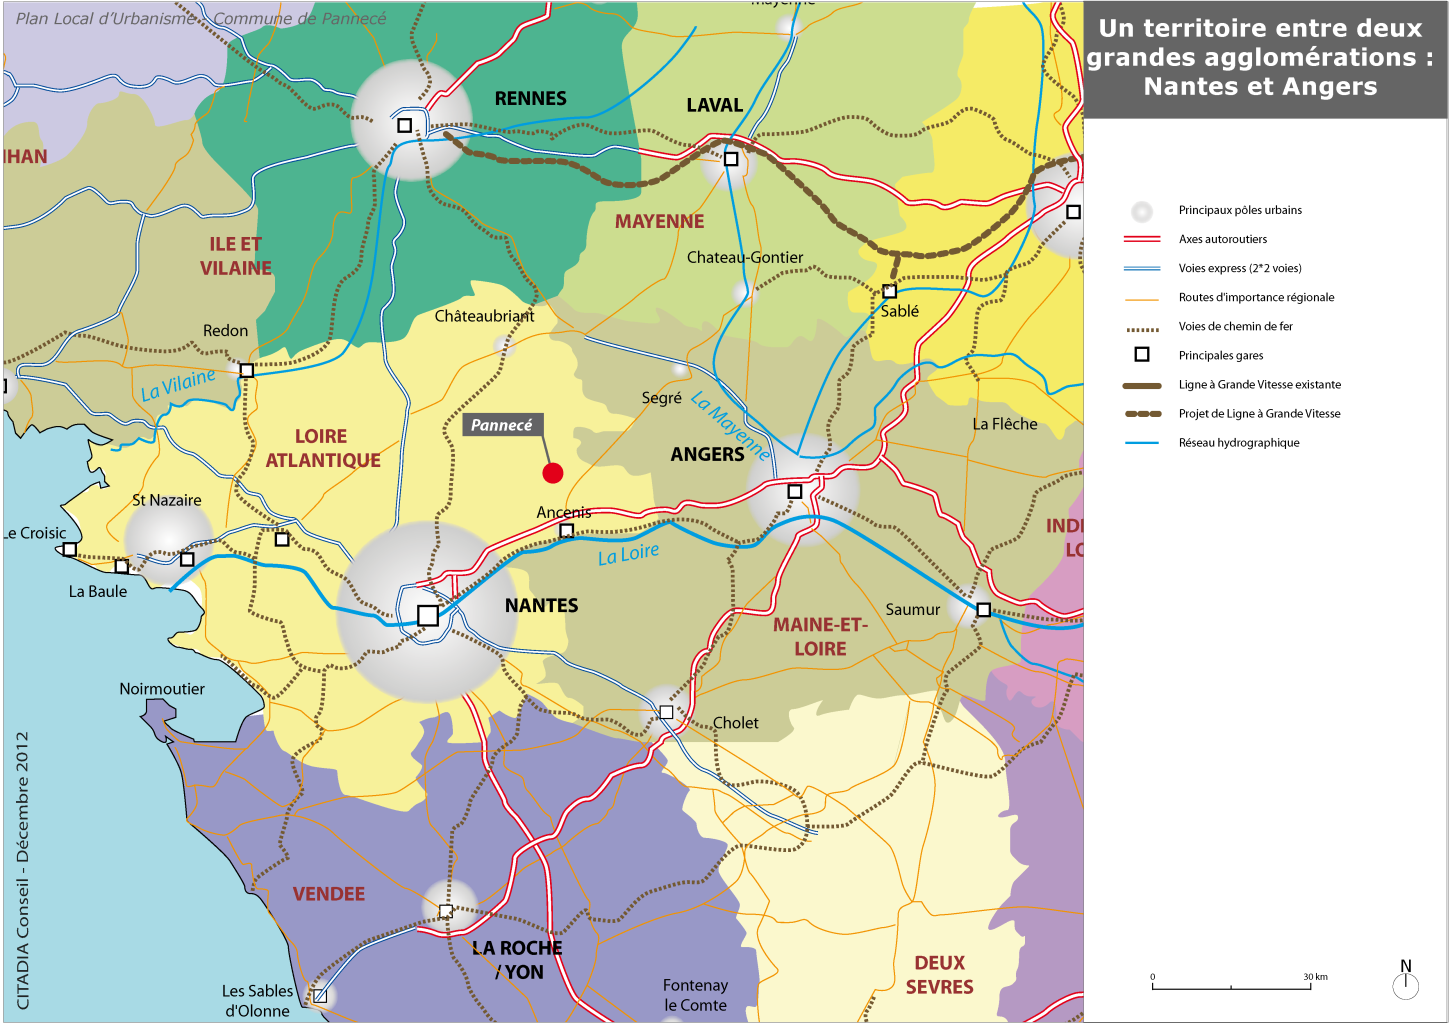 Plan Local d'Urbanisme - Commune de Pannecé
Un territoire entre deux
grandes agglomérations :
Nantes et Angers
Mayenne
RENNES
LAVAL
IHAN
MAYENNE
ILE ET
VILAINE
Chateau-Gontier
Sablé
Châteaubriant
Redon
La Vilaine
Segré
La Mayenne
Pannecé
LOIRE
ATLANTIQUE
ANGERS
La Flêche
St Nazaire
Ancenis
Le Croisic
La Loire
INDR
LO
La Baule
NANTES
Saumur
MAINE-ET-
LOIRE
Noirmoutier
Cholet
VENDEE
LA ROCHE
/ YON
DEUX
SEVRES
Les Sables
d'Olonne
Fontenay
le Comte
CITADIA Conseil - Décembre 2012
Principaux pôles urbains
Axes autoroutiers
Voies express (2*2 voies)
Routes d'importance régionale
Voies de chemin de fer
Principales gares
Ligne à Grande Vitesse existante
Projet de Ligne à Grande Vitesse
Réseau hydrographique
0 30 km
N